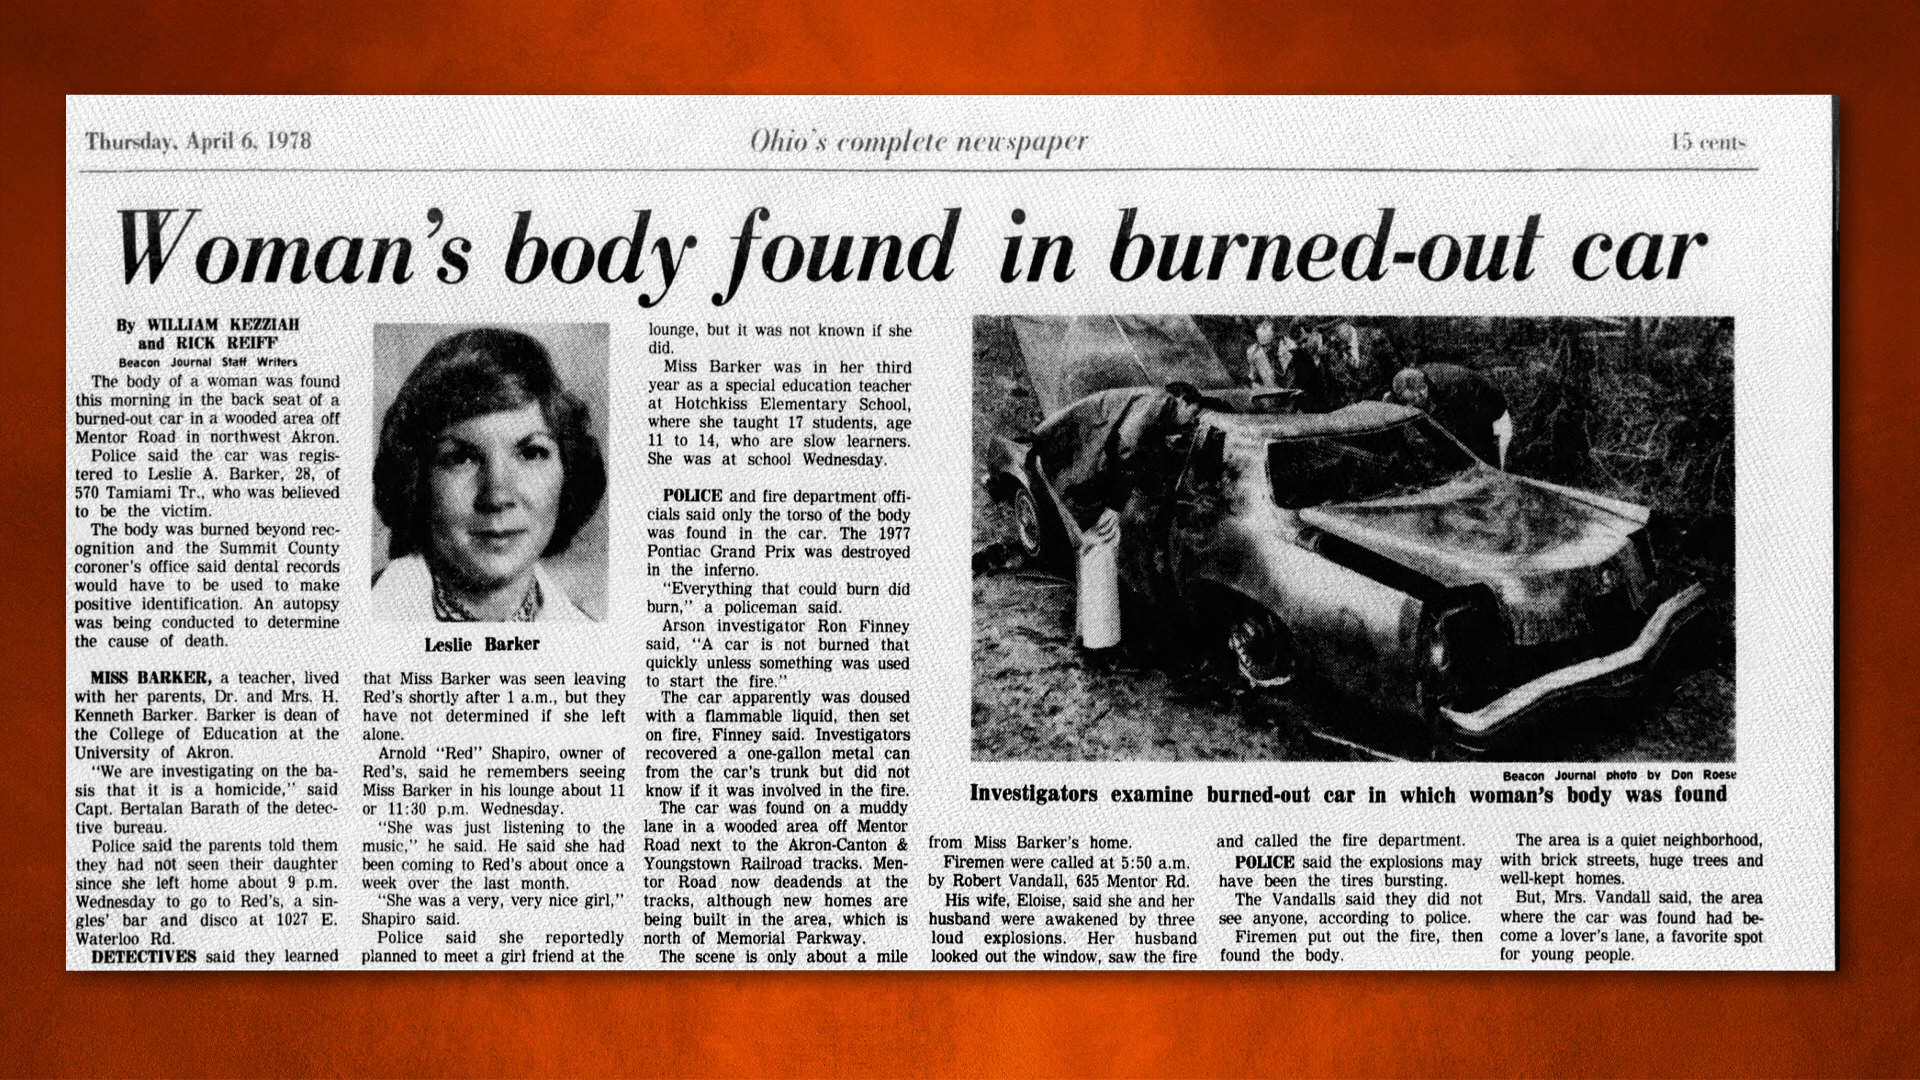 Thursday, April 6, 1978
Ohio's complete newspaper
15 cents
Woman's body found in burned-out car
By WILLIAM KEZZIAH
and RICK REIFF
Beacon Journal Staff Writers
The body of a woman was found
this morning in the back seat of a
burned-out car in a wooded area off
Mentor Road in northwest Akron.
Police said the car was regis-
tered to Leslie A. Barker, 28, of
570 Tamiami Tr., who was believed
to be the victim.
The body was burned beyond rec-
ognition and the Summit County
coroner's office said dental records
would have to be used to make
positive identification. An autopsy
was being conducted to determine
the cause of death.
MISS BARKER, a teacher, lived
with her parents, Dr. and Mrs. H.
Kenneth Barker. Barker is dean of
the College of Education at the
University of Akron.
"We are investigating on the ba-
sis that it is a homicide," said
Capt. Bertalan Barath of the detec-
tive bureau.
Police said the parents told them
they had not seen their daughter
since she left home about 9 p.m.
Wednesday to go to Red's, a sin-
gles' bar and disco at 1027 E.
Waterloo Rd.
DETECTIVES said they learned
Leslie Barker
that Miss Barker was seen leaving
Red's shortly after 1 a.m., but they
have not determined if she left
alone.
Arnold "Red" Shapiro, owner of
Red's, said he remembers seeing
Miss Barker in his lounge about 11
or 11:30 p.m. Wednesday.
"She was just listening to the
music," he said. He said she had
been coming to Red's about once a
week over the last month.
"She was a very, very nice girl,"
Shapiro said.
Police said she reportedly
planned to meet a girl friend at the
lounge, but it was not known if she
did.
Miss Barker was in her third
year as a special education teacher
at Hotchkiss Elementary School,
where she taught 17 students, age
11 to 14, who are slow learners.
She was at school Wednesday.
POLICE and fire department offi-
cials said only the torso of the body
was found in the car. The 1977
Pontiac Grand Prix was destroyed
in the inferno.
"Everything that could burn did
burn," a policeman said.
Arson investigator Ron Finney
said, "A car is not burned that
quickly unless something was used
to start the fire."
The car apparently was doused
with a flammable liquid, then set
on fire, Finney said. Investigators
recovered a one-gallon metal can
from the car's trunk but did not
know if it was involved in the fire.
The car was found on a muddy
lane in a wooded area off Mentor
Road next to the Akron-Canton &
Youngstown Railroad tracks. Men-
tor Road now deadends at the
tracks, although new homes are
being built in the area, which is
north of Memorial Parkway.
The scene is only about a mile
Beacon Journal photo by Don Roese
Investigators examine burned-out car in which woman's body was found
from Miss Barker's home.
Firemen were called at 5:50 a.m.
by Robert Vandall, 635 Mentor Rd.
His wife, Eloise, said she and her
husband were awakened by three
loud explosions. Her husband
looked out the window, saw the fire
and called the fire department.
POLICE said the explosions may
have been the tires bursting.
The Vandalls said they did not
see anyone, according to police.
Firemen put out the fire, then
found the body.
The area is a quiet neighborhood,
with brick streets, huge trees and
well-kept homes.
But, Mrs. Vandall said, the area
where the car was found had be-
come a lover's lane, a favorite spot
for young people.